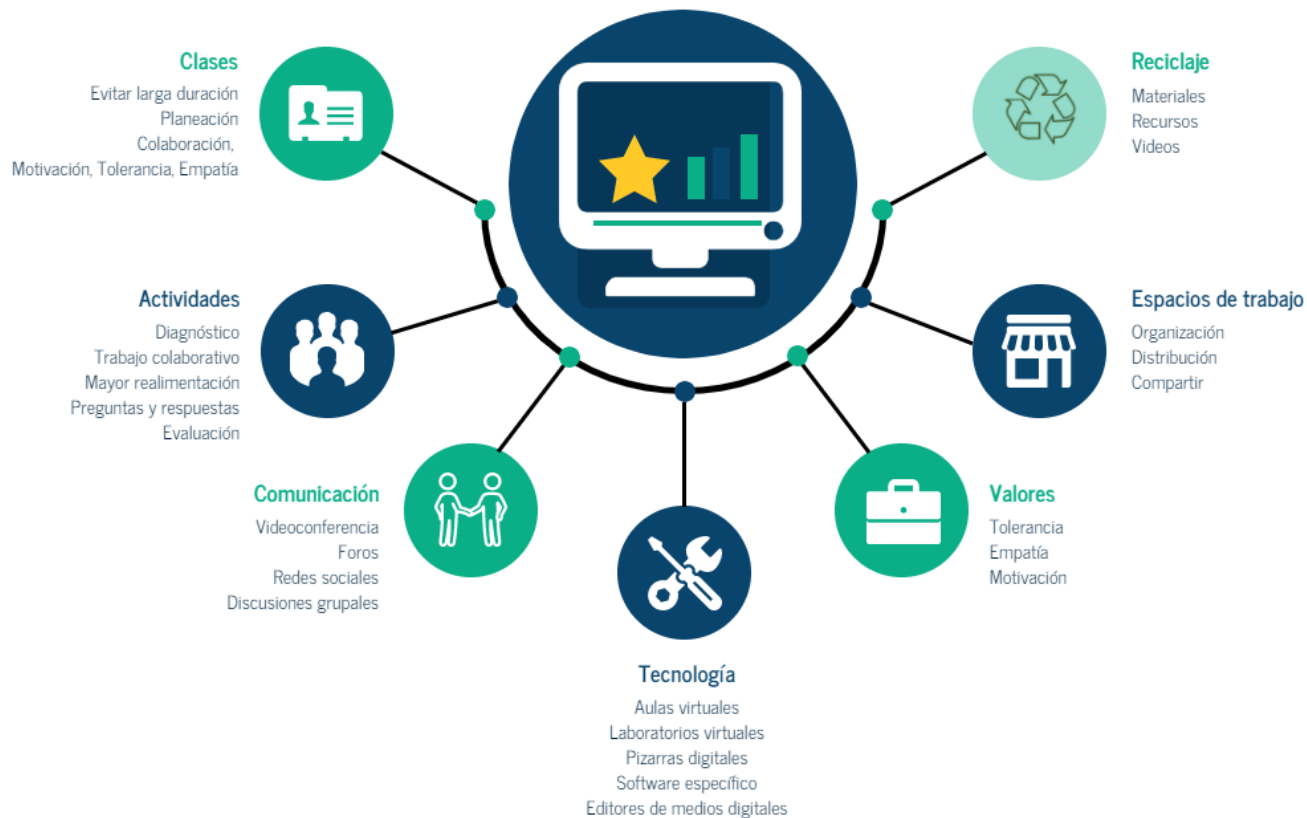 Clases
Evitar larga duración
Planeación
Colaboración,
Motivación, Tolerancia, Empatía
Actividades
Diagnóstico
Trabajo colaborativo
Mayor realimentación
Preguntas y respuestas
Evaluación
Comunicación
Videoconferencia
Foros
Redes sociales
Discusiones grupales
Tecnología
Aulas virtuales
Laboratorios virtuales
Pizarras digitales
Software específico
Editores de medios digitales
Valores
Tolerancia
Empatía
Motivación
Espacios de trabajo
Organización
Distribución
Compartir
Reciclaje
Materiales
Recursos
Videos